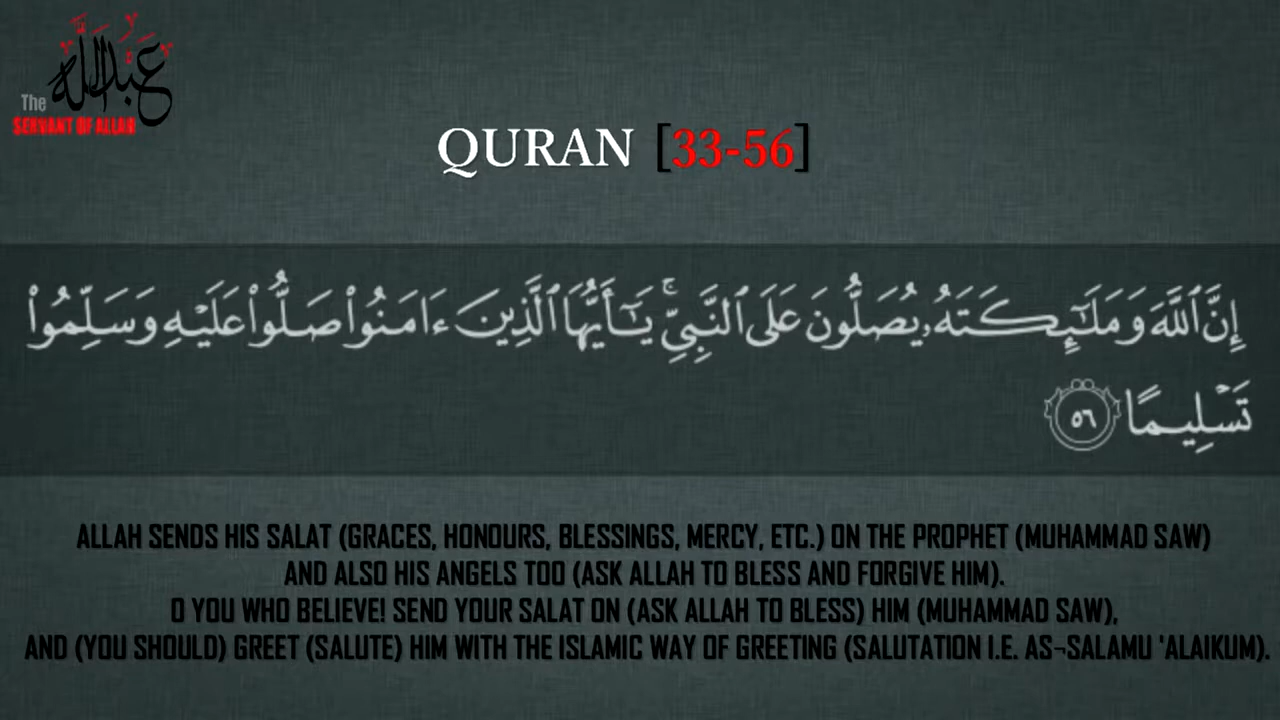 عبدالله
The
SERVANT OF ALLAH
QURAN [33-56]
إِنَّ ٱللَّهَ وَمَلَـٰٓئِكَتَهُۥ يُصَلُّونَ عَلَى ٱلنَّبِىِّ ۚ يَـٰٓأَيُّهَا ٱلَّذِينَ ءَامَنُوا۟ صَلُّوا۟ عَلَيْهِ وَسَلِّمُوا۟
تَسْلِيمًا ٥٦
ALLAH SENDS HIS SALAT (GRACES, HONOURS, BLESSINGS, MERCY, ETC.) ON THE PROPHET (MUHAMMAD SAW)
AND ALSO HIS ANGELS TOO (ASK ALLAH TO BLESS AND FORGIVE HIM).
O YOU WHO BELIEVE! SEND YOUR SALAT ON (ASK ALLAH TO BLESS) HIM (MUHAMMAD SAW),
AND (YOU SHOULD) GREET (SALUTE) HIM WITH THE ISLAMIC WAY OF GREETING (SALUTATION I.E. AS¬SALAMU 'ALAIKUM).